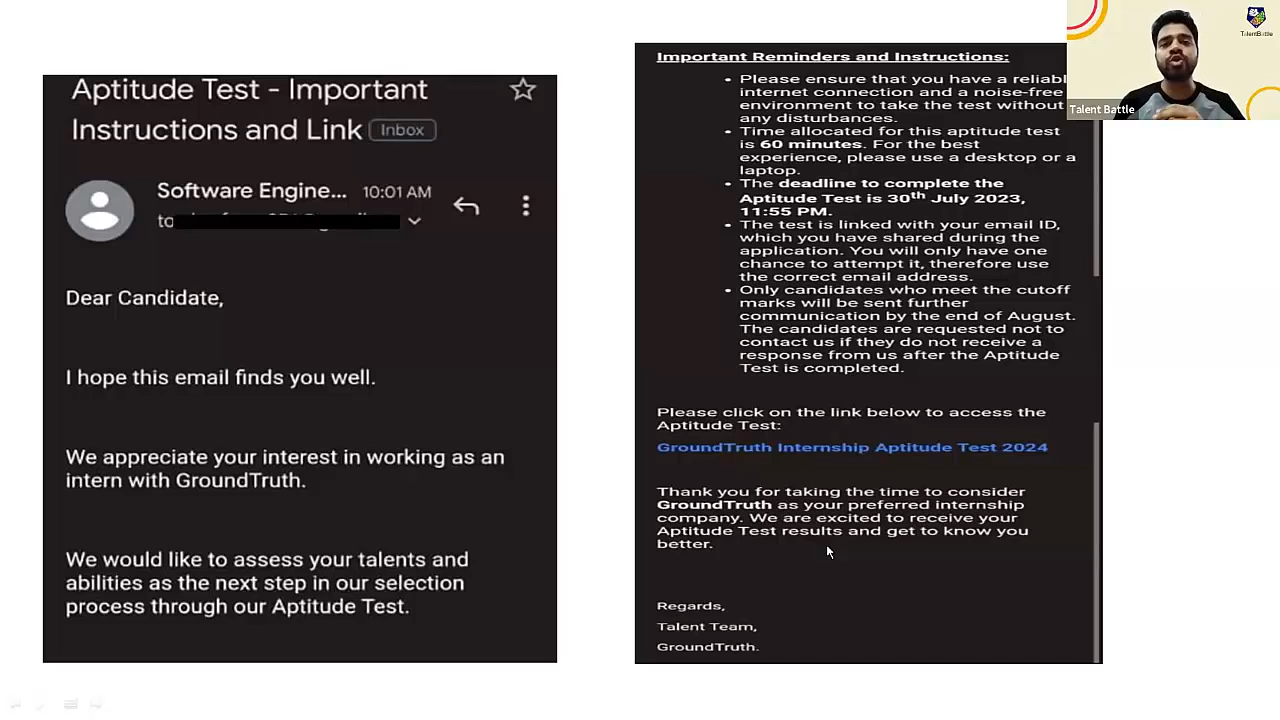 Aptitude Test - Important
Instructions and Link Inbox
Software Engine... 10:01 AM
to
Dear Candidate,
I hope this email finds you well.
We appreciate your interest in working as an
intern with GroundTruth.
We would like to assess your talents and
abilities as the next step in our selection
process through our Aptitude Test.
Important Reminders and Instructions:
• Please ensure that you have a reliabl
internet connection and a noise-free
environment to take the test without
any disturbances.
• Time allocated for this aptitude test
is 60 minutes. For the best
experience, please use a desktop or a
laptop.
• The deadline to complete the
Aptitude Test is 30th July 2023,
11:55 PM.
• The test is linked with your email ID,
which you have shared during the
application. You will only have one
chance to attempt it, therefore use
the correct email address.
• Only candidates who meet the cutoff
marks will be sent further
communication by the end of August.
The candidates are requested not to
contact us if they do not receive a
response from us after the Aptitude
Test is completed.
Please click on the link below to access the
Aptitude Test:
GroundTruth Internship Aptitude Test 2024
Thank you for taking the time to consider
GroundTruth as your preferred internship
company. We are excited to receive your
Aptitude Test results and get to know you
better.
Regards,
Talent Team,
GroundTruth.
Talent Battle
TalentBattle